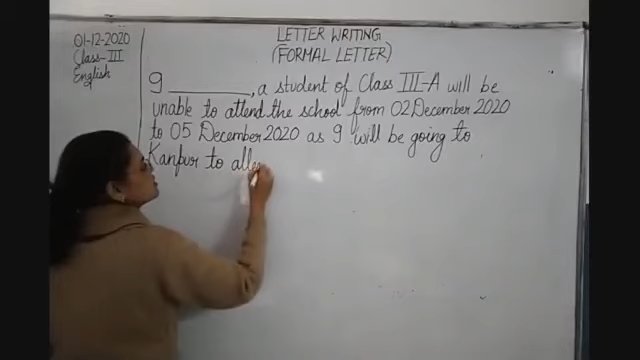 01-12-2020
Class-III
English
LETTER WRITING
(FORMAL LETTER)
I ________, a student of Class III-A will be
unable to attend the school from 02 December 2020
to 05 December 2020 as I will be going to
Kanpur to atte